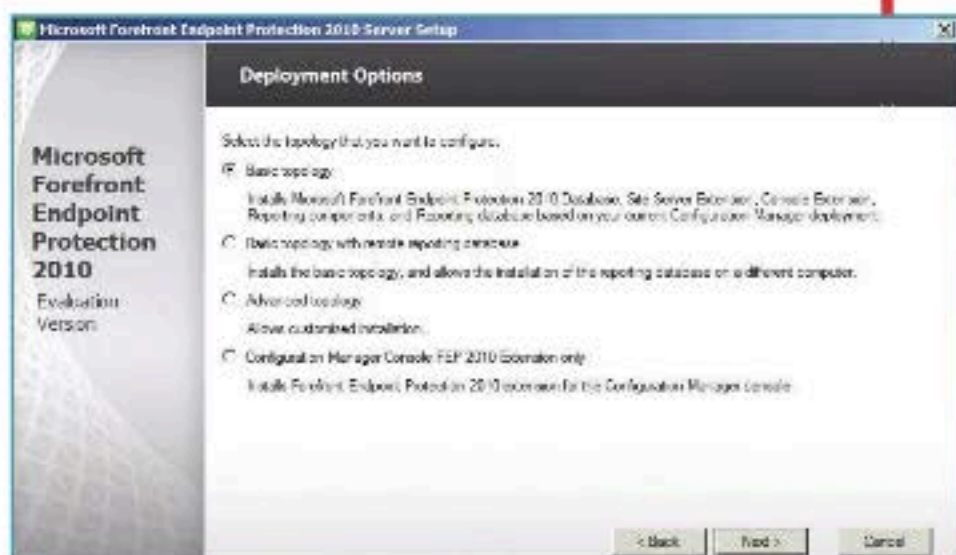 Microsoft Forefront Endpoint Protection 2010 Server Setup
Deployment Options
Microsoft
Forefront
Endpoint
Protection
2010
Evaluation
Version
Select the topology that you want to configure.
Basic topology
Installs Microsoft Forefront Endpoint Protection 2010 Database, Site Server Extension, Console Extension,
Reporting components, and Reporting database based on your current Configuration Manager deployment.
Basic topology with remote reporting database
Installs the basic topology, and allows the installation of the reporting database on a different computer.
Advanced topology
Allows customized installation.
Configuration Manager Console FEP 2010 Extension only
Installs Forefront Endpoint Protection 2010 extension for the Configuration Manager console
< Back
Next >
Cancel